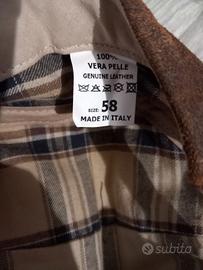 100%
VERA PELLE
GENUINE LEATHER
SIZE: 58
MADE IN ITALY
subito